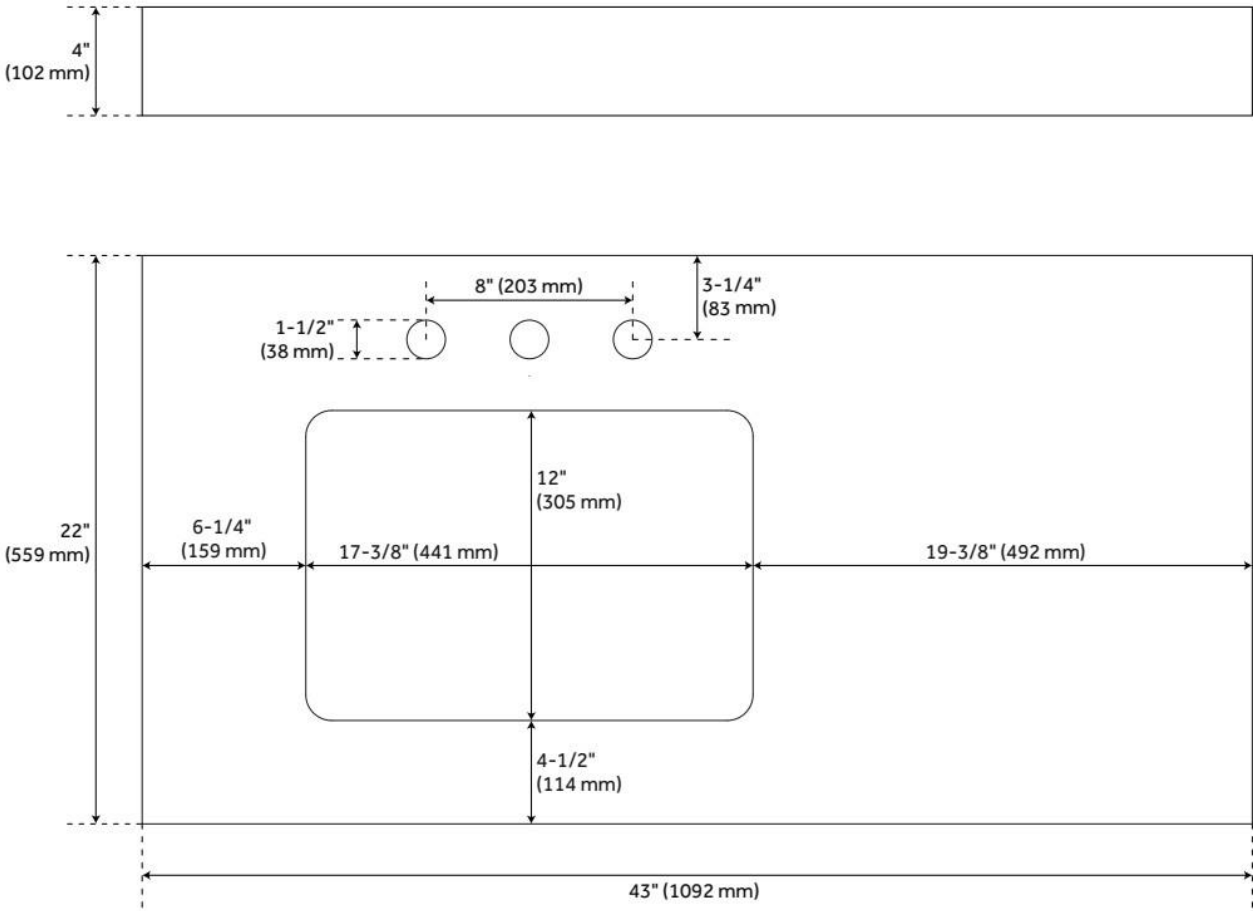 4"
(102 mm)
8" (203 mm)
3-1/4"
(83 mm)
1-1/2"
(38 mm)
12"
(305 mm)
22"
(559 mm)
6-1/4"
(159 mm)
17-3/8" (441 mm)
19-3/8" (492 mm)
4-1/2"
(114 mm)
43" (1092 mm)